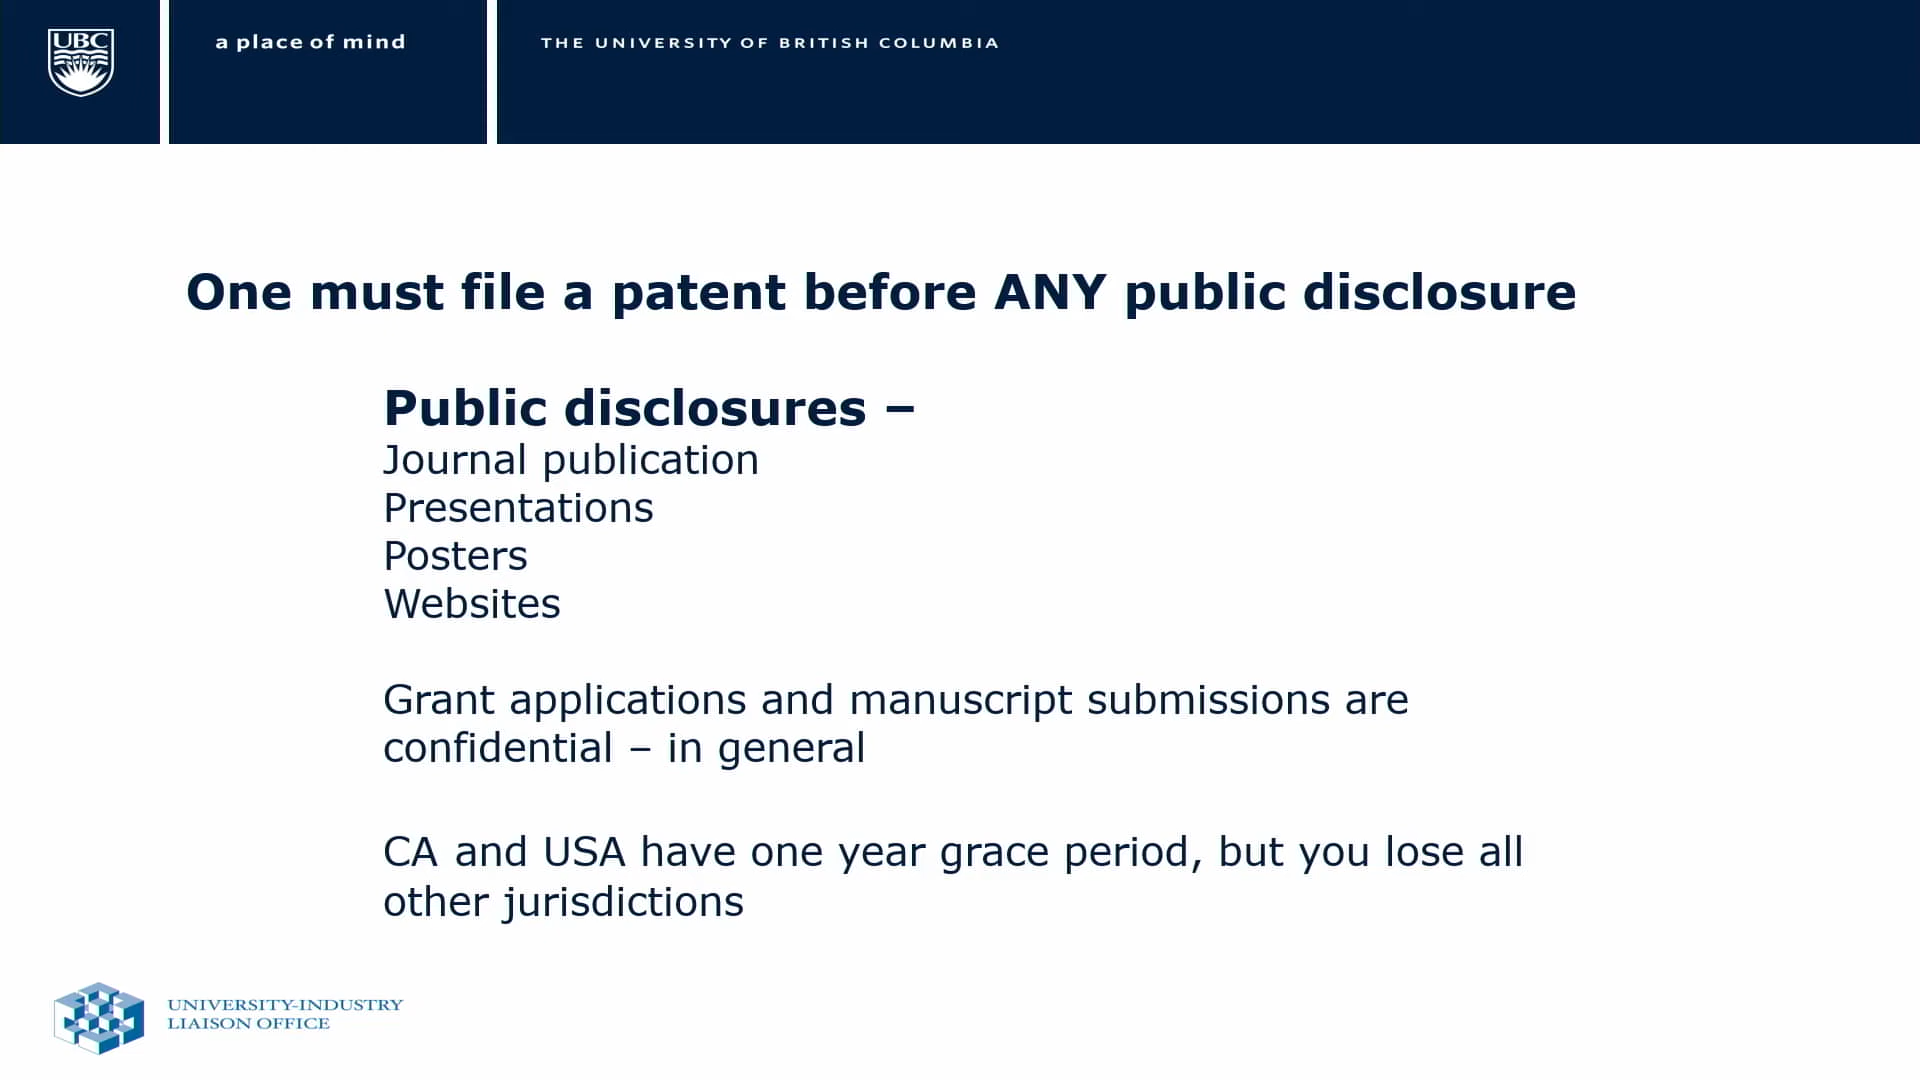 UBC
a place of mind
THE UNIVERSITY OF BRITISH COLUMBIA
One must file a patent before ANY public disclosure
Public disclosures –
Journal publication
Presentations
Posters
Websites
Grant applications and manuscript submissions are
confidential – in general
CA and USA have one year grace period, but you lose all
other jurisdictions
UNIVERSITY-INDUSTRY
LIAISON OFFICE